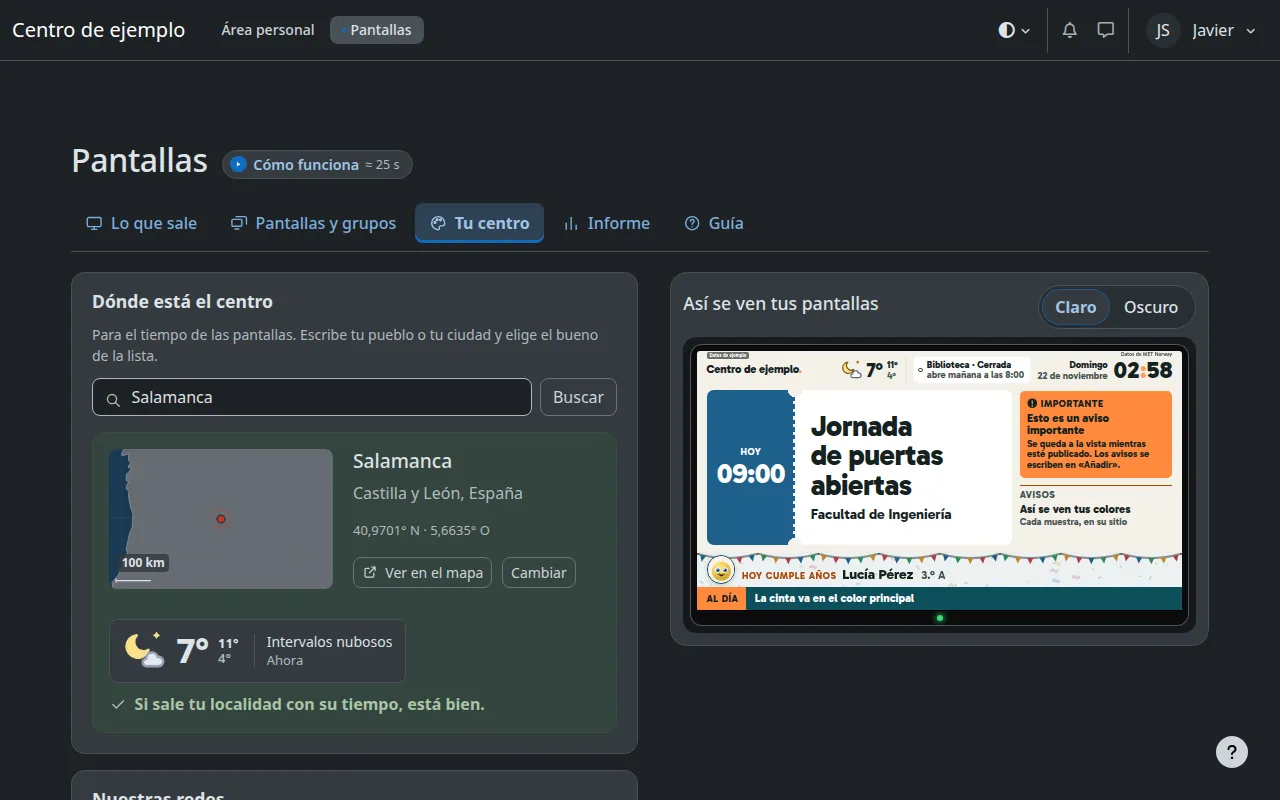 Centro de ejemplo
Área personal
Pantallas
JS
Javier
Pantallas
Cómo funciona ≈ 25 s
Lo que sale
Pantallas y grupos
Tu centro
Informe
Guía
Dónde está el centro
Para el tiempo de las pantallas. Escribe tu pueblo o tu ciudad y elige el bueno
de la lista.
Salamanca
Buscar
100 km
Salamanca
Castilla y León, España
40,9701° N · 5,6635° O
Ver en el mapa
Cambiar
7°
11°
4°
Intervalos nubosos
Ahora
Si sale tu localidad con su tiempo, está bien.
Nuestras redes
Así se ven tus pantallas
Claro
Oscuro
Datos de ejemplo
Centro de ejemplo.
7°
11°
4°
Biblioteca · Cerrada
abre mañana a las 8:00
Domingo
22 de noviembre
Datos de MET Norway
02:58
HOY
09:00
Jornada
de puertas
abiertas
Facultad de Ingeniería
IMPORTANTE
Esto es un aviso
importante
Se queda a la vista mientras
esté publicado. Los avisos se
escriben en «Añadir».
AVISOS
Así se ven tus colores
Cada muestra, en su sitio
HOY CUMPLE AÑOS Lucía Pérez 3.º A
AL DÍA
La cinta va en el color principal
?